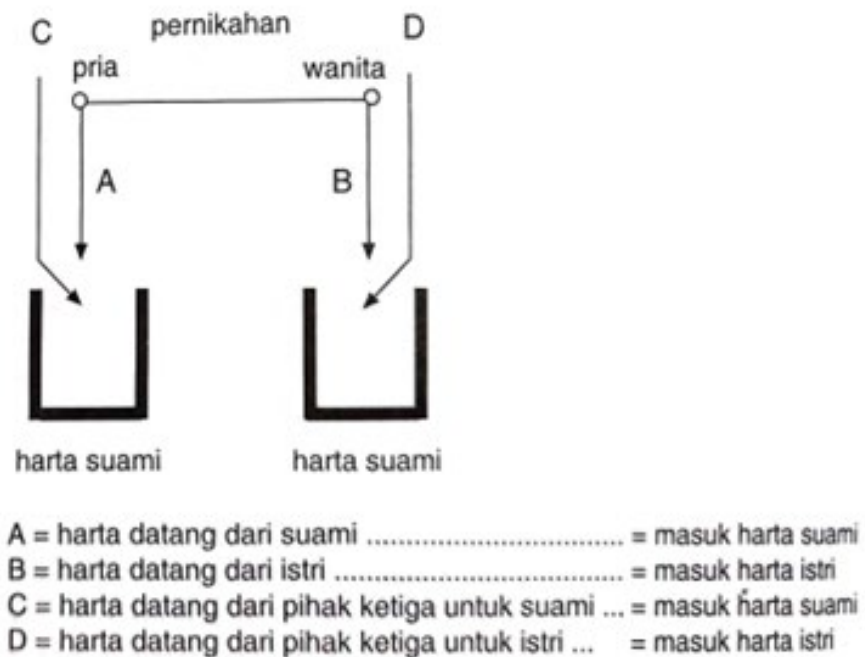 C pernikahan D
pria wanita
A B
harta suami harta suami
A = harta datang dari suami ................................ = masuk harta suami
B = harta datang dari istri .................................... = masuk harta istri
C = harta datang dari pihak ketiga untuk suami ... = masuk harta suami
D = harta datang dari pihak ketiga untuk istri ... = masuk harta istri